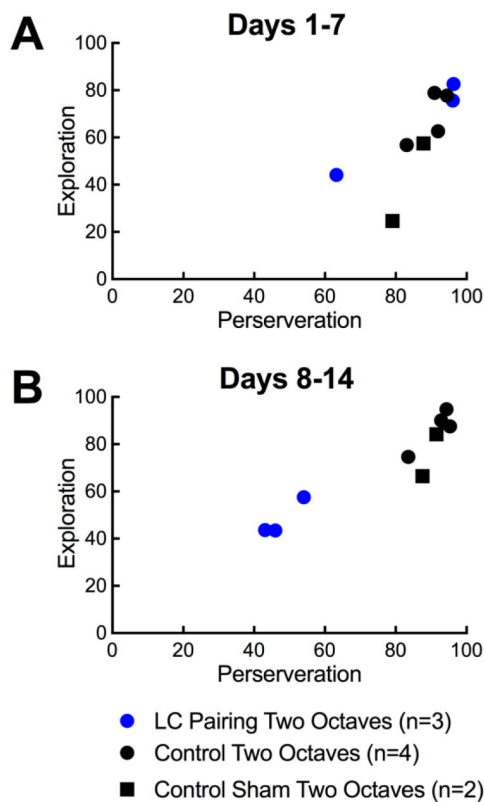 A
Days 1-7
100
80
60
40
20
0
Exploration
0 20 40 60 80 100
Perserveration
B
Days 8-14
100
80
60
40
20
0
Exploration
0 20 40 60 80 100
Perserveration
LC Pairing Two Octaves (n=3)
Control Two Octaves (n=4)
Control Sham Two Octaves (n=2)